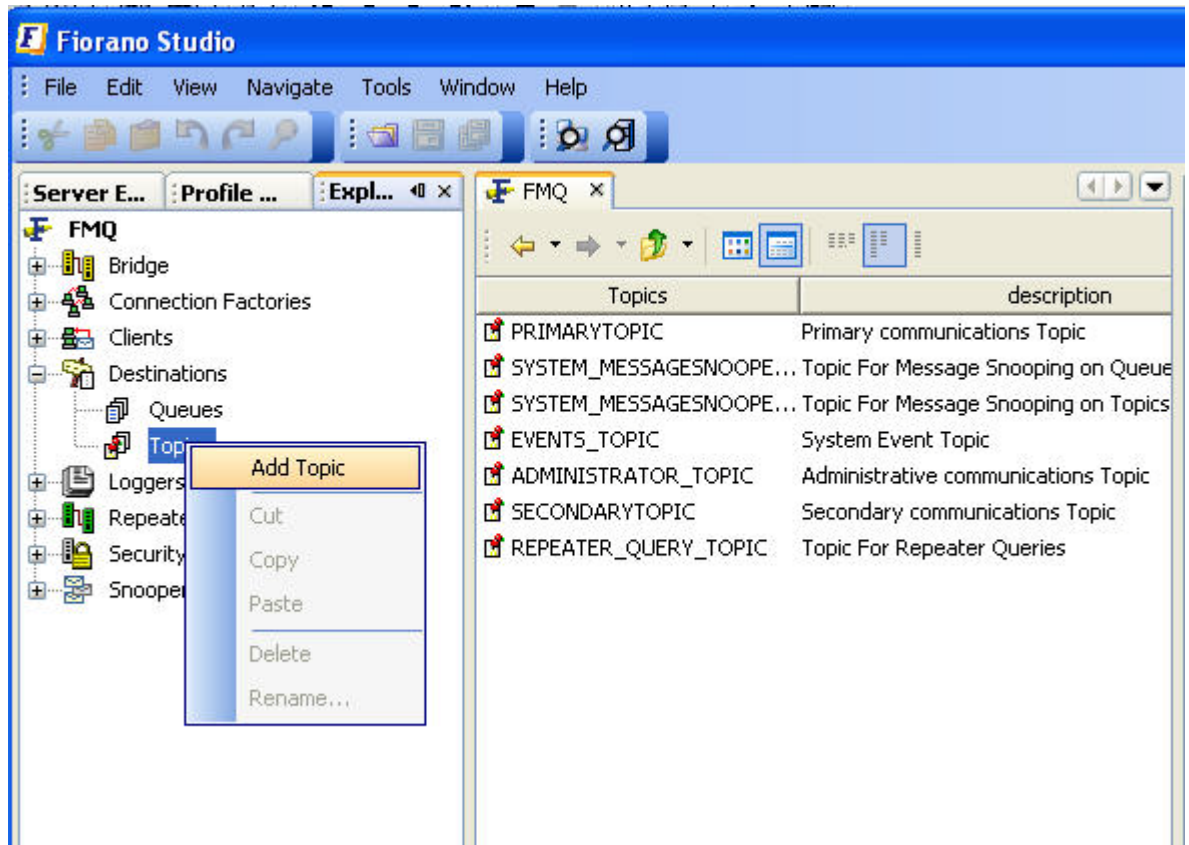 Fiorano Studio
File Edit View Navigate Tools Window Help
Server E... Profile ... Expl...
FMQ
Bridge
Connection Factories
Clients
Destinations
Queues
Loggers
Security
Add Topic
Cut
Copy
Paste
Delete
Rename...
FMQ
Topics description
PRIMARYTOPIC Primary communications Topic
SYSTEM_MESSAGESNOOPE... Topic For Message Snooping on Queue
SYSTEM_MESSAGESNOOPE... Topic For Message Snooping on Topics
EVENTS_TOPIC System Event Topic
ADMINISTRATOR_TOPIC Administrative communications Topic
SECONDARYTOPIC Secondary communications Topic
REPEATER_QUERY_TOPIC Topic For Repeater Queries